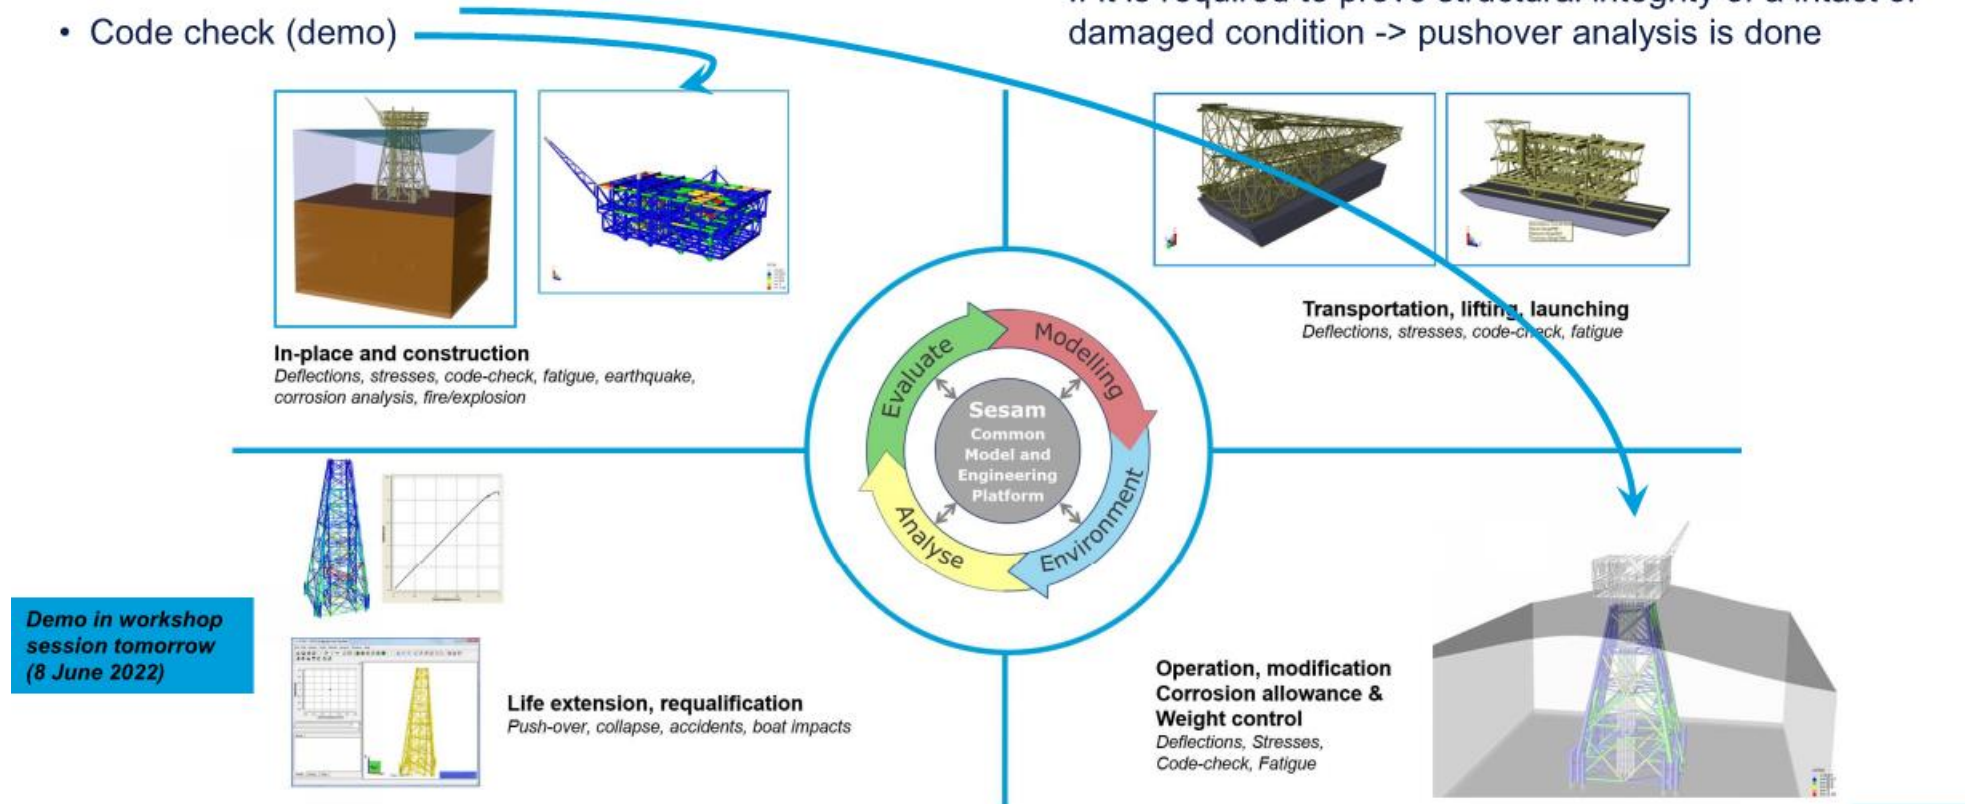 • Code check (demo)
damaged condition -> pushover analysis is done
In-place and construction
Deflections, stresses, code-check, fatigue, earthquake,
corrosion analysis, fire/explosion
Transportation, lifting, launching
Deflections, stresses, code-check, fatigue
Evaluate
Modelling
Environment
Analyse
Sesam
Common
Model and
Engineering
Platform
Demo in workshop
session tomorrow
(8 June 2022)
Life extension, requalification
Push-over, collapse, accidents, boat impacts
Operation, modification
Corrosion allowance &
Weight control
Deflections, Stresses,
Code-check, Fatigue